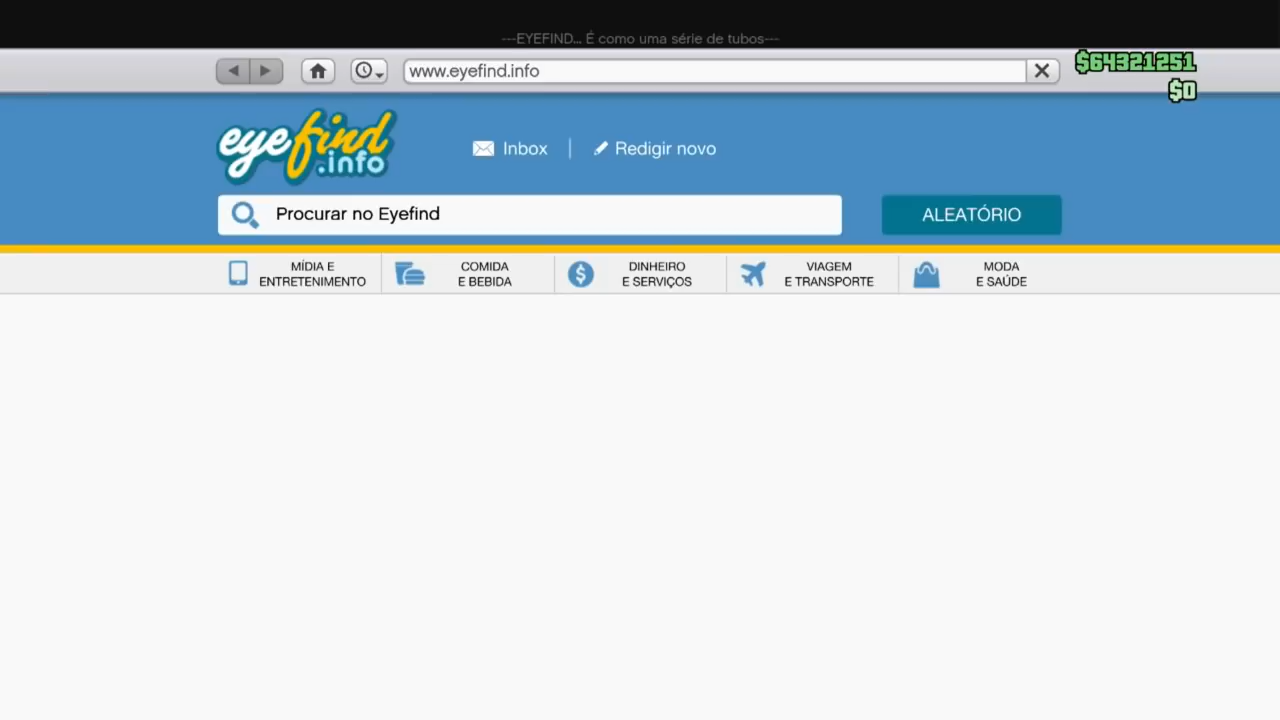 ---EYEFIND... É como uma série de tubos---
www.eyefind.info
$64321251
$0
eyefind
.info
Inbox
Redigir novo
Procurar no Eyefind
ALEATÓRIO
MÍDIA E
ENTRETENIMENTO
COMIDA
E BEBIDA
DINHEIRO
E SERVIÇOS
VIAGEM
E TRANSPORTE
MODA
E SAÚDE